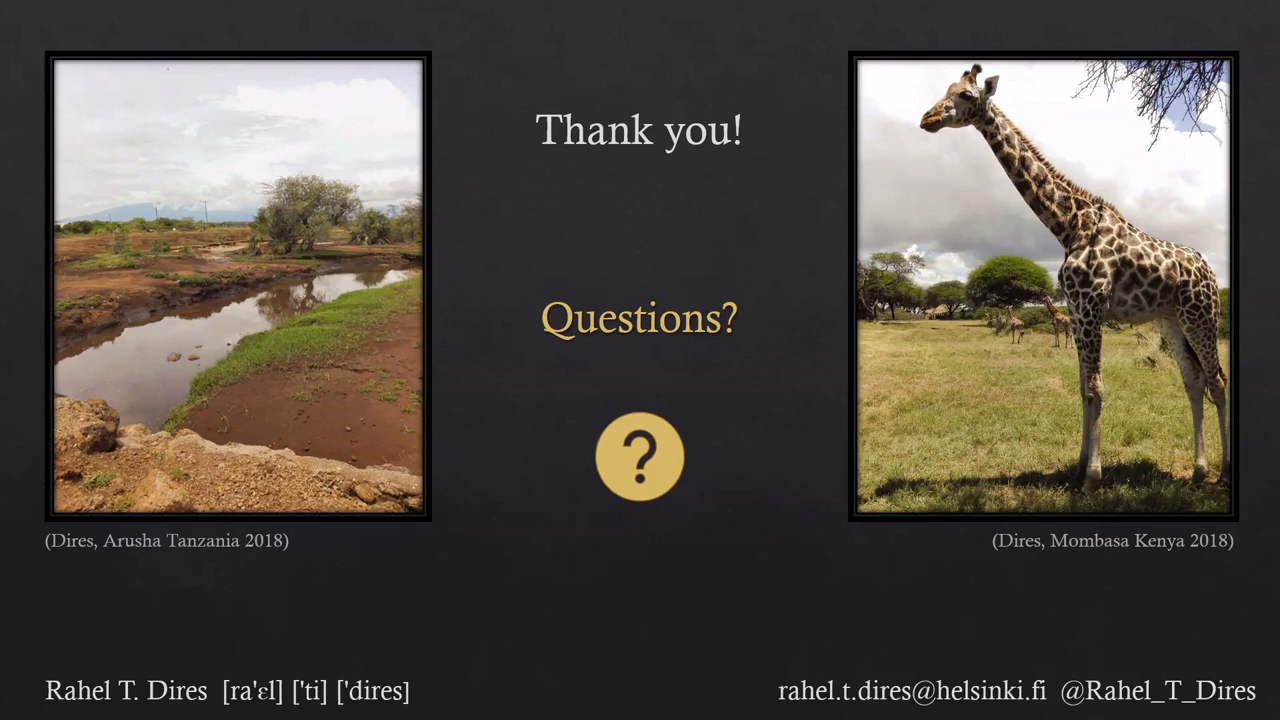 Thank you!
Questions?
?
(Dires, Arusha Tanzania 2018)
(Dires, Mombasa Kenya 2018)
Rahel T. Dires [ra'ɛl] ['ti] ['dires]
rahel.t.dires@helsinki.fi @Rahel_T_Dires